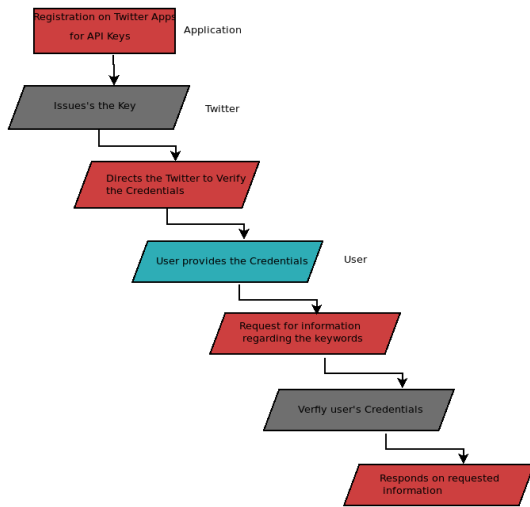 Registration on Twitter Apps
for API Keys
Application
Issues's the Key
Twitter
Directs the Twitter to Verify
the Credentials
User provides the Credentials
User
Request for information
regarding the keywords
Verfly user's Credentials
Responds on requested
information